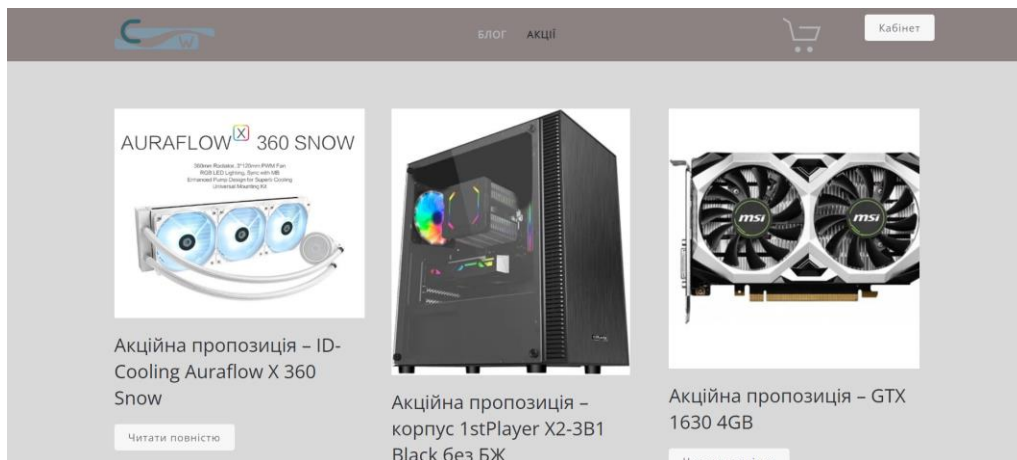 C W
БЛОГ АКЦІЇ
Кабінет
AURAFLOW X 360 SNOW
360mm Radiator, 3*120mm PWM Fan
RGB LED Lighting, Sync with MB
Enhanced Pump Design for Superb Cooling
Universal Mounting Kit
msi msi
Акційна пропозиція – ID-
Cooling Auraflow X 360
Snow
Читати повністю
Акційна пропозиція –
корпус 1stPlayer X2-3B1
Black без БЖ
Акційна пропозиція – GTX
1630 4GB